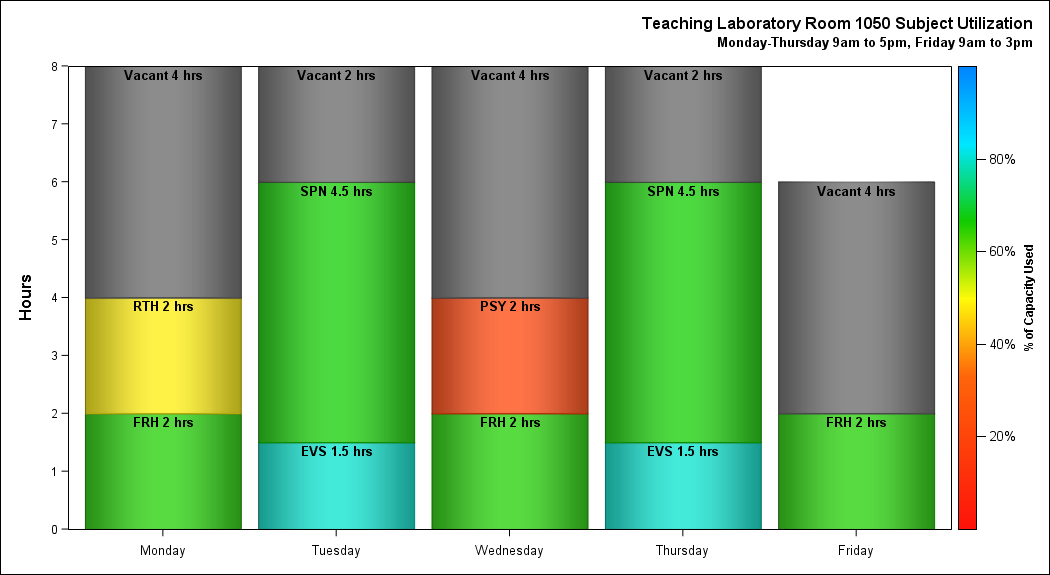 Teaching Laboratory Room 1050 Subject Utilization
Monday-Thursday 9am to 5pm, Friday 9am to 3pm
Hours
8
7
6
5
4
3
2
1
0
Vacant 4 hrs
RTH 2 hrs
FRH 2 hrs
Vacant 2 hrs
SPN 4.5 hrs
EVS 1.5 hrs
Vacant 4 hrs
PSY 2 hrs
FRH 2 hrs
Vacant 2 hrs
SPN 4.5 hrs
EVS 1.5 hrs
Vacant 4 hrs
FRH 2 hrs
Monday
Tuesday
Wednesday
Thursday
Friday
80%
60%
40%
20%
% of Capacity Used